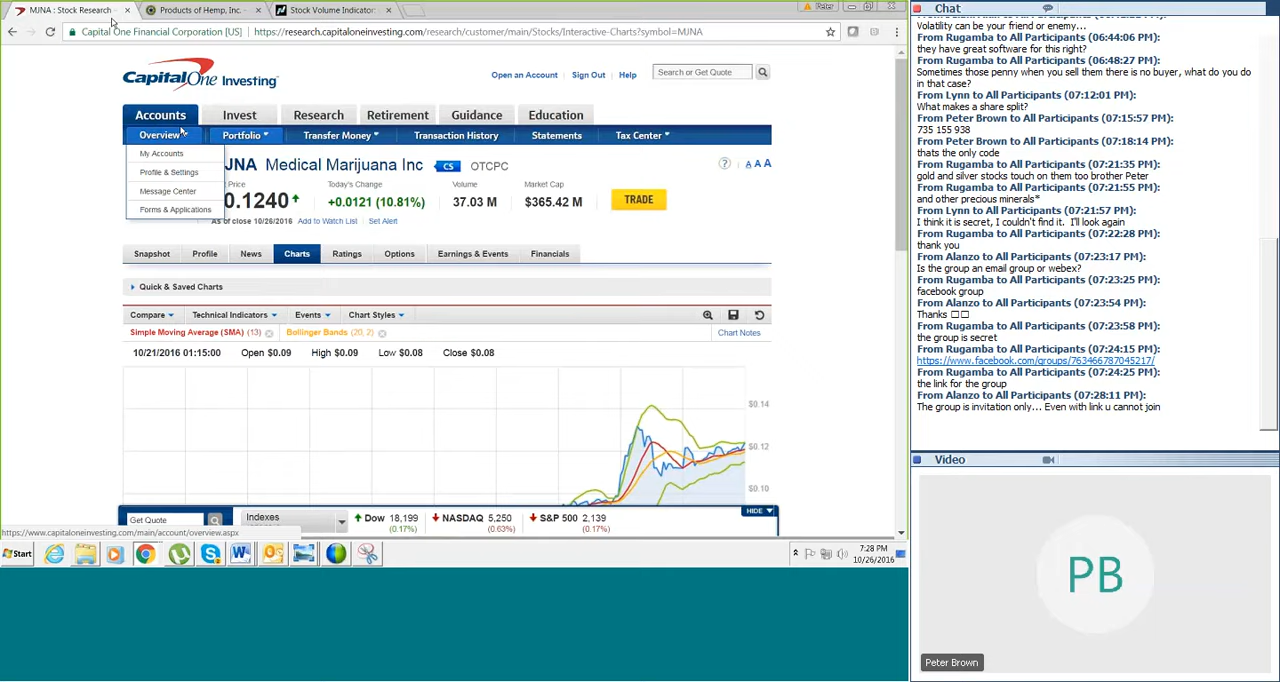 MJNA : Stock Research
Products of Hemp, Inc.
Stock Volume Indicator:
Peter
Capital One Financial Corporation [US]
https://research.capitaloneinvesting.com/research/customer/main/Stocks/Interactive-Charts?symbol=MJNA
Capital One Investing
Open an Account
Sign Out
Help
Search or Get Quote
Accounts
Invest
Research
Retirement
Guidance
Education
Overview
Portfolio
Transfer Money
Transaction History
Statements
Tax Center
My Accounts
Profile & Settings
Message Center
Forms & Applications
MJNA Medical Marijuana Inc
CS
OTCPC
? A A A
Price
Today's Change
Volume
Market Cap
0.1240
+0.0121 (10.81%)
37.03 M
$365.42 M
TRADE
As of close 10/26/2016
Add to Watch List
Set Alert
Snapshot
Profile
News
Charts
Ratings
Options
Earnings & Events
Financials
Quick & Saved Charts
Compare
Technical Indicators
Events
Chart Styles
Simple Moving Average (SMA) (13)
Bollinger Bands (20, 2)
Chart Notes
10/21/2016 01:15:00
Open $0.09
High $0.09
Low $0.08
Close $0.08
$0.14
$0.12
$0.10
HIDE
Get Quote
Indexes
Dow 18,199
(0.17%)
NASDAQ 5,250
(0.63%)
S&P 500 2,139
(0.17%)
https://www.capitaloneinvesting.com/main/account/overview.aspx
Start
7:28 PM
10/26/2016
Chat
Volatility can be your friend or enemy...
From Rugamba to All Participants (06:44:06 PM):
they have great software for this right?
From Rugamba to All Participants (06:48:27 PM):
Sometimes those penny when you sell them there is no buyer, what do you do
in that case?
From Lynn to All Participants (07:12:01 PM):
What makes a share split?
From Peter Brown to All Participants (07:15:57 PM):
735 155 938
From Peter Brown to All Participants (07:18:14 PM):
thats the only code
From Rugamba to All Participants (07:21:35 PM):
gold and silver stocks touch on them too brother Peter
From Rugamba to All Participants (07:21:55 PM):
and other precious minerals*
From Lynn to All Participants (07:21:57 PM):
I think it is secret, I couldn't find it. I'll look again
From Rugamba to All Participants (07:22:28 PM):
thank you
From Alanzo to All Participants (07:23:17 PM):
Is the group an email group or webex?
From Rugamba to All Participants (07:23:25 PM):
facebook group
From Alanzo to All Participants (07:23:54 PM):
Thanks □□
From Rugamba to All Participants (07:23:58 PM):
the group is secret
From Rugamba to All Participants (07:24:15 PM):
https://www.facebook.com/groups/763466787045217/
From Rugamba to All Participants (07:24:25 PM):
the link for the group
From Alanzo to All Participants (07:28:11 PM):
The group is invitation only... Even with link u cannot join
Video
PB
Peter Brown